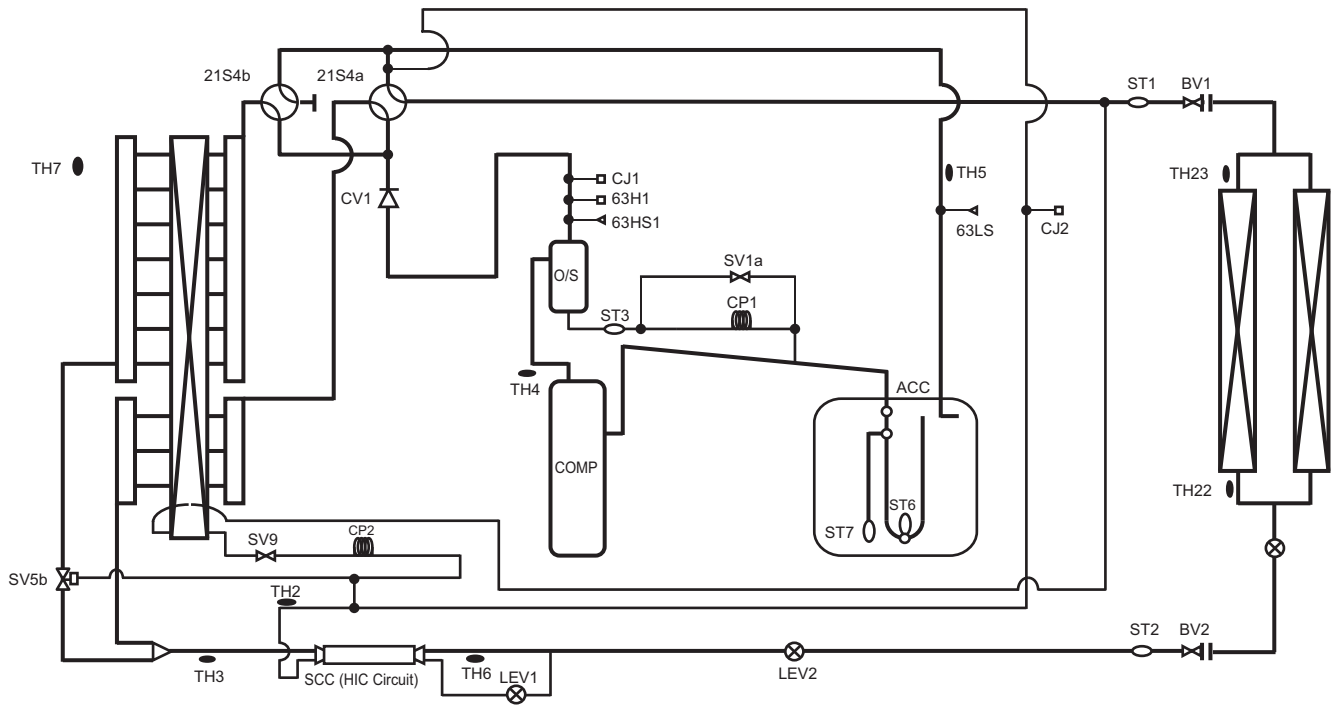 21S4b
21S4a
ST1
BV1
TH7
CJ1
TH5
TH23
CV1
63H1
63HS1
63LS
CJ2
O/S
SV1a
CP1
ST3
TH4
ACC
COMP
TH22
ST6
ST7
SV9
CP2
SV5b
TH2
ST2
BV2
TH3
SCC (HIC Circuit)
TH6
LEV1
LEV2